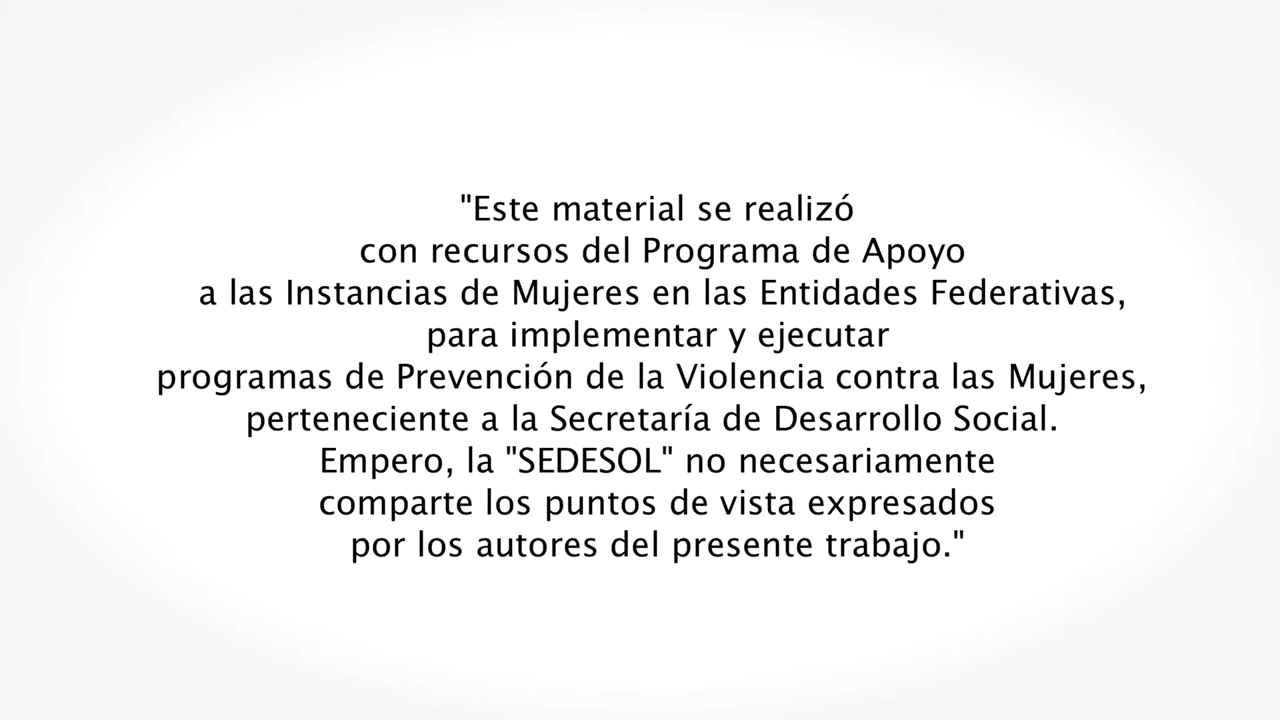 "Este material se realizó
con recursos del Programa de Apoyo
a las Instancias de Mujeres en las Entidades Federativas,
para implementar y ejecutar
programas de Prevención de la Violencia contra las Mujeres,
perteneciente a la Secretaría de Desarrollo Social.
Empero, la "SEDESOL" no necesariamente
comparte los puntos de vista expresados
por los autores del presente trabajo."